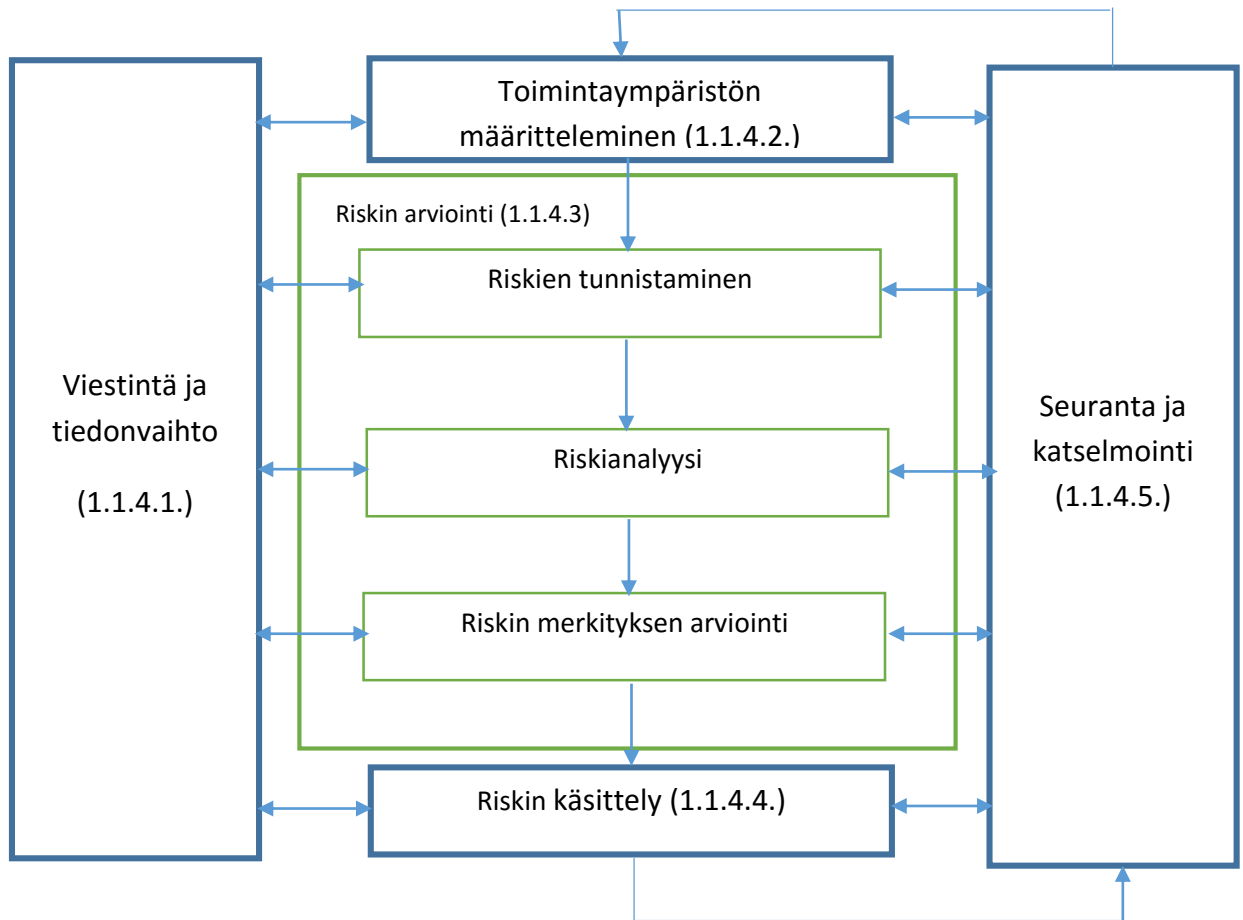 Toimintaympäristön
määritteleminen (1.1.4.2.)
Riskin arviointi (1.1.4.3)
Riskien tunnistaminen
Viestintä ja
tiedonvaihto
(1.1.4.1.)
Riskianalyysi
Seuranta ja
katselmointi
(1.1.4.5.)
Riskin merkityksen arviointi
Riskin käsittely (1.1.4.4.)